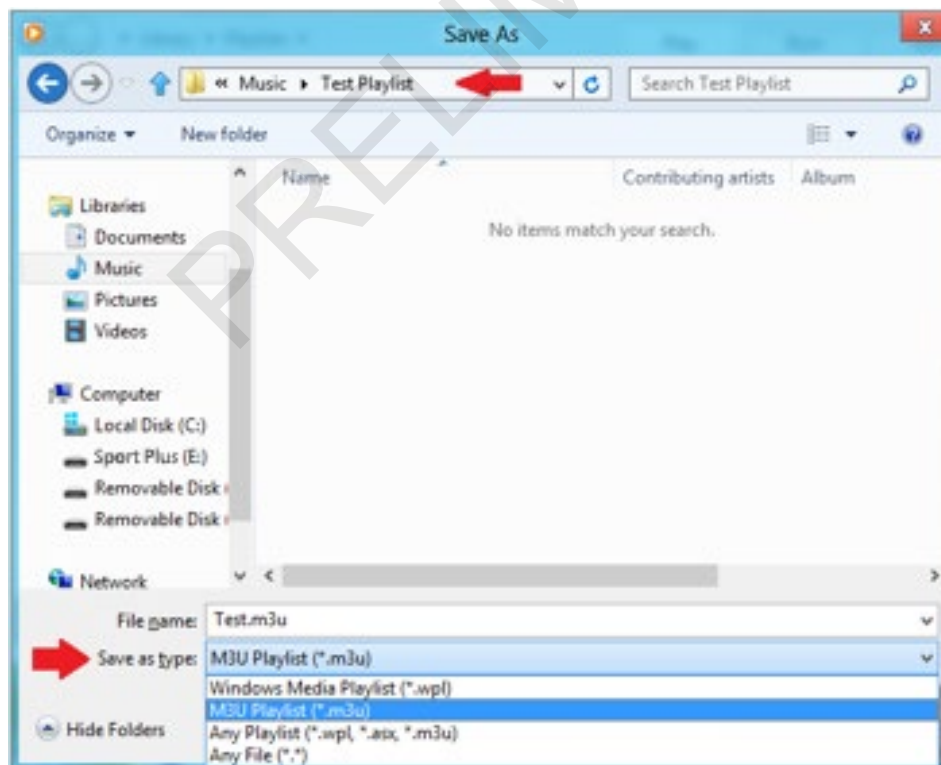 Save As
« Music ▸ Test Playlist
Search Test Playlist
Organize ▾ New folder
Name Contributing artists Album
No items match your search.
Libraries
Documents
Music
Pictures
Videos
Computer
Local Disk (C:)
Sport Plus (E:)
Removable Disk
Removable Disk
Network
File name: Test.m3u
Save as type: M3U Playlist (*.m3u)
Windows Media Playlist (*.wpl)
M3U Playlist (*.m3u)
Any Playlist (*.wpl, *.asx, *.m3u)
Any File (*.*)
Hide Folders